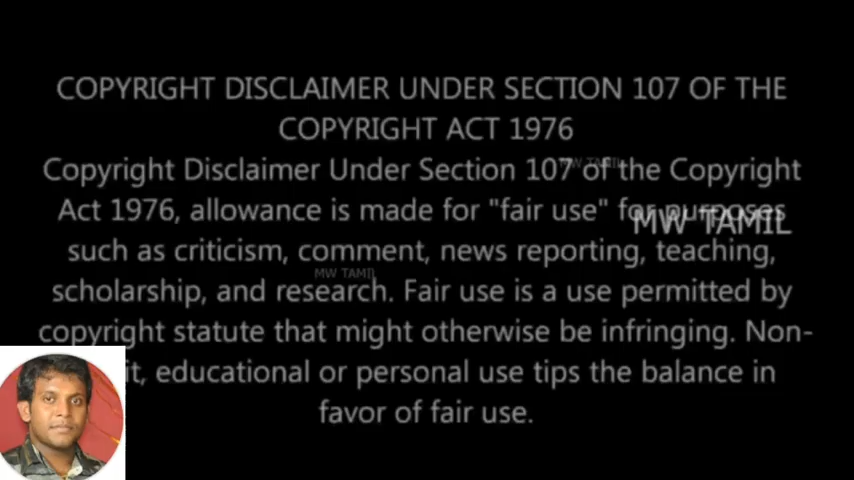 COPYRIGHT DISCLAIMER UNDER SECTION 107 OF THE
COPYRIGHT ACT 1976
Copyright Disclaimer Under Section 107 of the Copyright
MW TAMIL
Act 1976, allowance is made for "fair use" for purposes
MW TAMIL
such as criticism, comment, news reporting, teaching,
MW TAMIL
scholarship, and research. Fair use is a use permitted by
copyright statute that might otherwise be infringing. Non-
it, educational or personal use tips the balance in
favor of fair use.